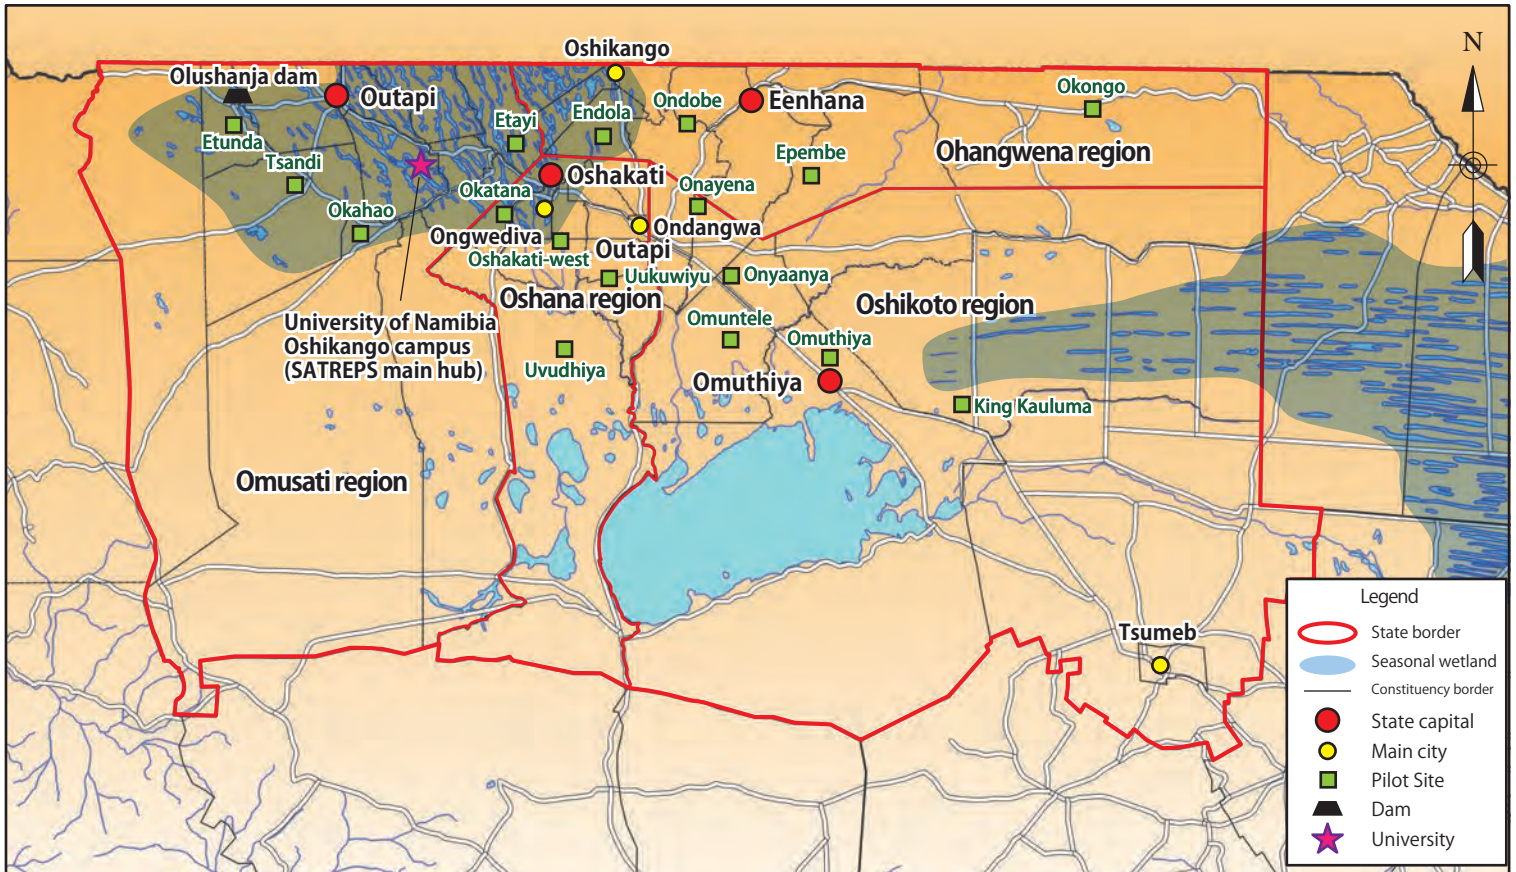 Oshikango
N
Olushanja dam
Outapi
Eenhana
Okongo
Ondobe
Endola
Etayi
Etunda
Tsandi
Epembe
Ohangwena region
Oshakati
Okatana
Onayena
Okahao
Ondangwa
Ongwediva
Oshakati-west
Outapi
Uukuwiyu
Onyaanya
Oshana region
Oshikoto region
University of Namibia
Oshikango campus
(SATREPS main hub)
Omuntele
Omuthiya
Uvudhiya
Omuthiya
King Kauluma
Omusati region
Tsumeb
Legend
State border
Seasonal wetland
Constituency border
State capital
Main city
Pilot Site
Dam
University